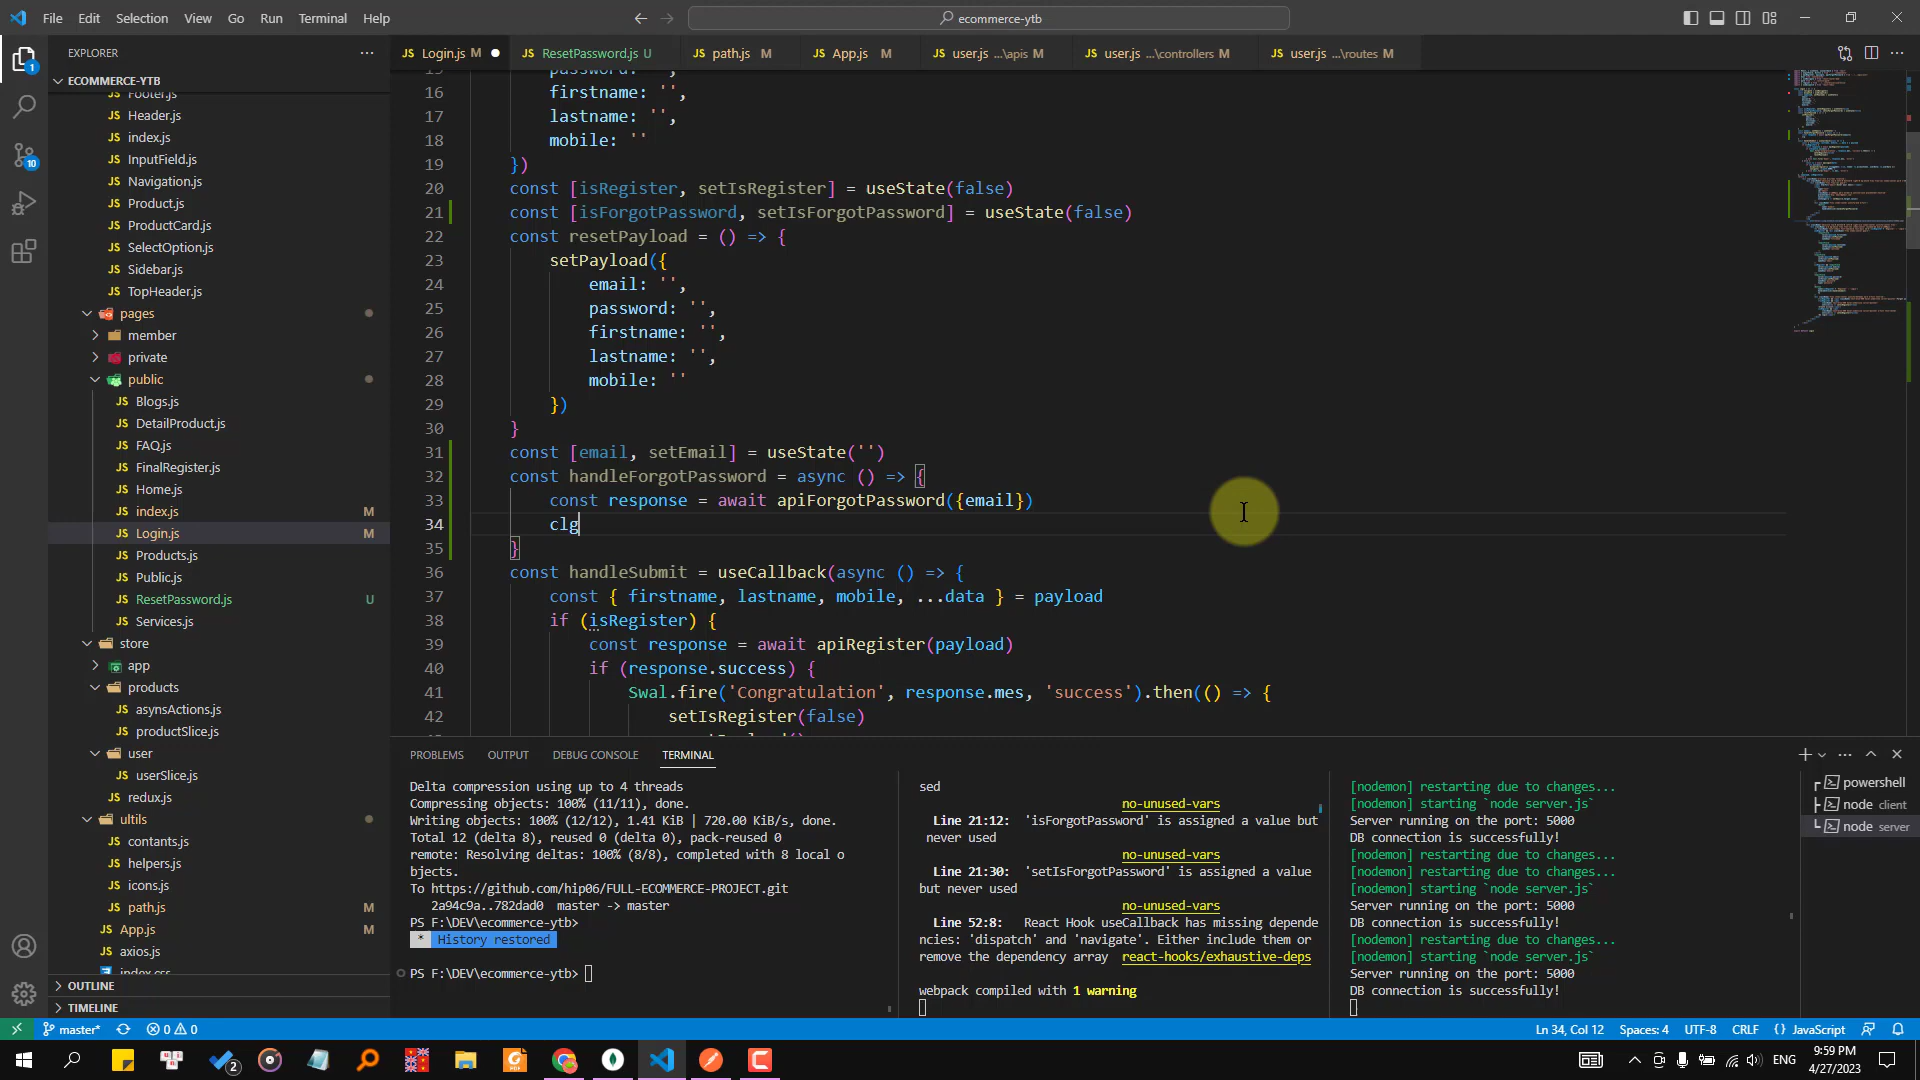 File Edit Selection View Go Run Terminal Help
ecommerce-ytb
EXPLORER
Login.js M
ResetPassword.js U
path.js M
App.js M
user.js ...\apis M
user.js ...\controllers M
user.js ...\routes M
ECOMMERCE-YTB
Footer.js
Header.js
index.js
InputField.js
Navigation.js
Product.js
ProductCard.js
SelectOption.js
Sidebar.js
TopHeader.js
pages
member
private
public
Blogs.js
DetailProduct.js
FAQ.js
FinalRegister.js
Home.js
index.js M
Login.js M
Products.js
Public.js
ResetPassword.js U
Services.js
store
app
products
asynsActions.js
productSlice.js
user
userSlice.js
redux.js
ultils
contants.js
helpers.js
icons.js
path.js M
App.js M
axios.js
index.css
OUTLINE
TIMELINE
15 password: '',
16 firstname: '',
17 lastname: '',
18 mobile: ''
19 })
20 const [isRegister, setIsRegister] = useState(false)
21 const [isForgotPassword, setIsForgotPassword] = useState(false)
22 const resetPayload = () => {
23 setPayload({
24 email: '',
25 password: '',
26 firstname: '',
27 lastname: '',
28 mobile: ''
29 })
30 }
31 const [email, setEmail] = useState('')
32 const handleForgotPassword = async () => {
33 const response = await apiForgotPassword({email})
34 clg
35 }
36 const handleSubmit = useCallback(async () => {
37 const { firstname, lastname, mobile, ...data } = payload
38 if (isRegister) {
39 const response = await apiRegister(payload)
40 if (response.success) {
41 Swal.fire('Congratulation', response.mes, 'success').then(() => {
42 setIsRegister(false)
PROBLEMS OUTPUT DEBUG CONSOLE TERMINAL
Delta compression using up to 4 threads
Compressing objects: 100% (11/11), done.
Writing objects: 100% (12/12), 1.41 KiB | 720.00 KiB/s, done.
Total 12 (delta 8), reused 0 (delta 0), pack-reused 0
remote: Resolving deltas: 100% (8/8), completed with 8 local o
bjects.
To https://github.com/hip06/FULL-ECOMMERCE-PROJECT.git
2a94c9a..782dad0 master -> master
PS F:\DEV\ecommerce-ytb>
* History restored
PS F:\DEV\ecommerce-ytb>
sed
no-unused-vars
Line 21:12: 'isForgotPassword' is assigned a value but
never used
no-unused-vars
Line 21:30: 'setIsForgotPassword' is assigned a value
but never used
no-unused-vars
Line 52:8: React Hook useCallback has missing depende
ncies: 'dispatch' and 'navigate'. Either include them or
remove the dependency array react-hooks/exhaustive-deps
webpack compiled with 1 warning
[nodemon] restarting due to changes...
[nodemon] starting `node server.js`
Server running on the port: 5000
DB connection is successfully!
[nodemon] restarting due to changes...
[nodemon] restarting due to changes...
[nodemon] starting `node server.js`
Server running on the port: 5000
DB connection is successfully!
[nodemon] restarting due to changes...
[nodemon] starting `node server.js`
Server running on the port: 5000
DB connection is successfully!
powershell
node client
node server
1
10
master* 0 0
Ln 34, Col 12 Spaces: 4 UTF-8 CRLF {} JavaScript
2
ENG
9:59 PM
4/27/2023